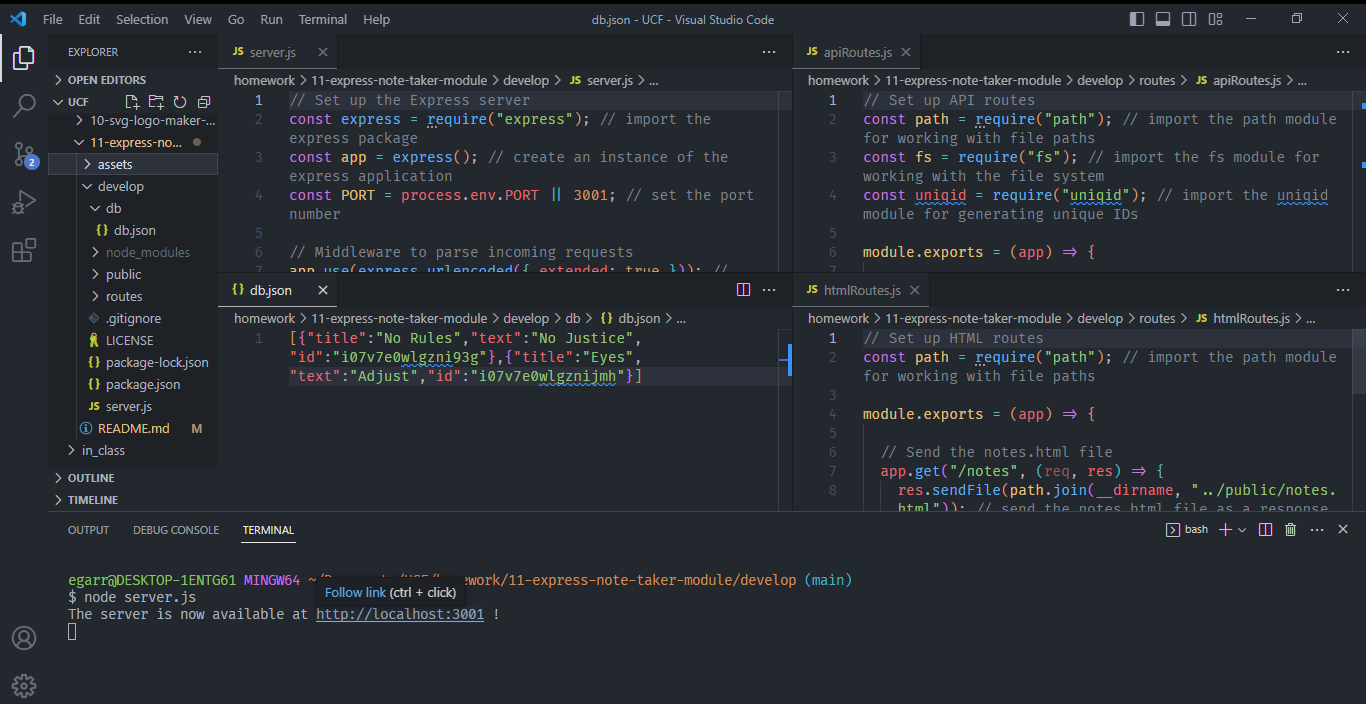 File Edit Selection View Go Run Terminal Help
db.json - UCF - Visual Studio Code
EXPLORER
OPEN EDITORS
UCF
10-svg-logo-maker-...
11-express-no...
assets
develop
db
{} db.json
node_modules
public
routes
.gitignore
LICENSE
{} package-lock.json
{} package.json
JS server.js
README.md M
in_class
OUTLINE
TIMELINE
2
JS server.js
homework > 11-express-note-taker-module > develop > JS server.js > ...
1 // Set up the Express server
2 const express = require("express"); // import the
express package
3 const app = express(); // create an instance of the
express application
4 const PORT = process.env.PORT || 3001; // set the port
number
5
6 // Middleware to parse incoming requests
7 app.use(express.urlencoded({ extended: true })); //
JS apiRoutes.js
homework > 11-express-note-taker-module > develop > routes > JS apiRoutes.js > ...
1 // Set up API routes
2 const path = require("path"); // import the path module
for working with file paths
3 const fs = require("fs"); // import the fs module for
working with the file system
4 const uniqid = require("uniqid"); // import the uniqid
module for generating unique IDs
5
6 module.exports = (app) => {
7
{} db.json
homework > 11-express-note-taker-module > develop > db > {} db.json > ...
1 [{"title":"No Rules","text":"No Justice",
"id":"i07v7e0wlgzni93g"},{"title":"Eyes",
"text":"Adjust","id":"i07v7e0wlgznijmh"}]
JS htmlRoutes.js
homework > 11-express-note-taker-module > develop > routes > JS htmlRoutes.js > ...
1 // Set up HTML routes
2 const path = require("path"); // import the path module
for working with file paths
3
4 module.exports = (app) => {
5
6 // Send the notes.html file
7 app.get("/notes", (req, res) => {
8 res.sendFile(path.join(__dirname, "../public/notes.
html")); // send the notes.html file as a response
OUTPUT DEBUG CONSOLE TERMINAL
bash
egarr@DESKTOP-1ENTG61 MINGW64 ~/ /homework/11-express-note-taker-module/develop (main)
Follow link (ctrl + click)
$ node server.js
The server is now available at http://localhost:3001 !